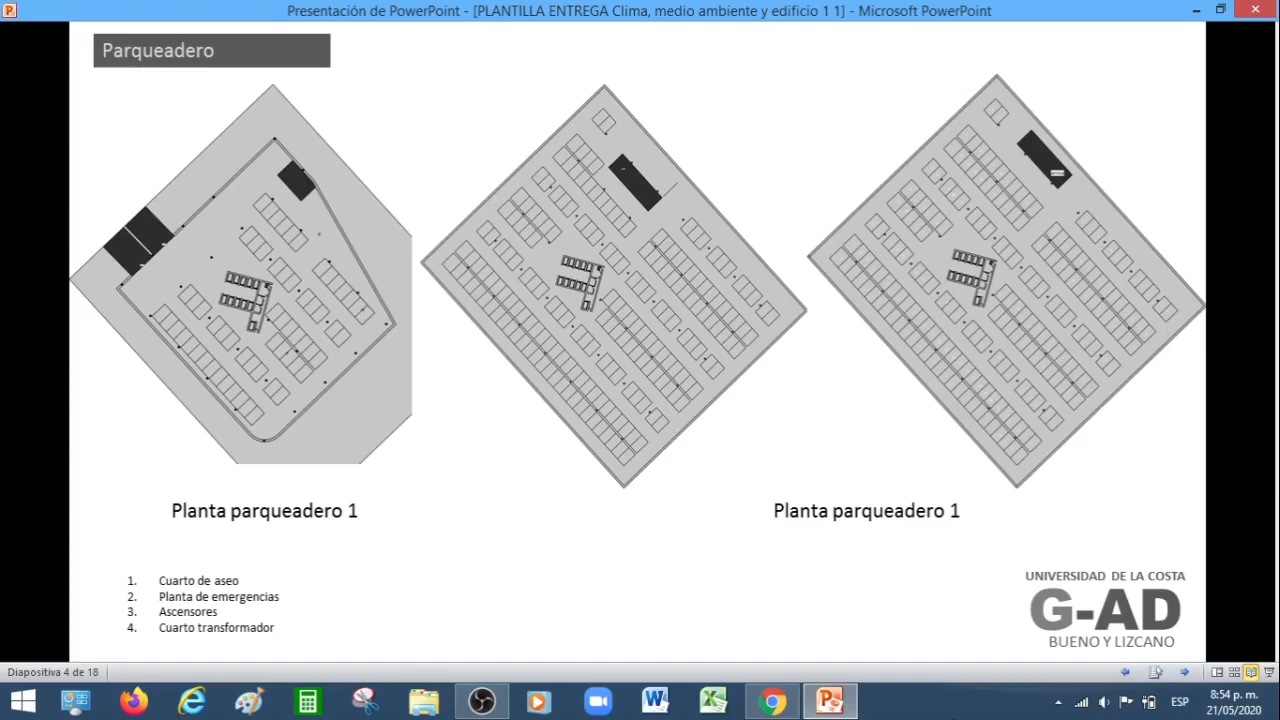 Presentación de PowerPoint - [PLANTILLA ENTREGA Clima, medio ambiente y edificio 1 1] - Microsoft PowerPoint
Parqueadero
Planta parqueadero 1
Planta parqueadero 1
1. Cuarto de aseo
2. Planta de emergencias
3. Ascensores
4. Cuarto transformador
UNIVERSIDAD DE LA COSTA
G-AD
BUENO Y LIZCANO
Diapositiva 4 de 18
ESP
8:54 p. m.
21/05/2020